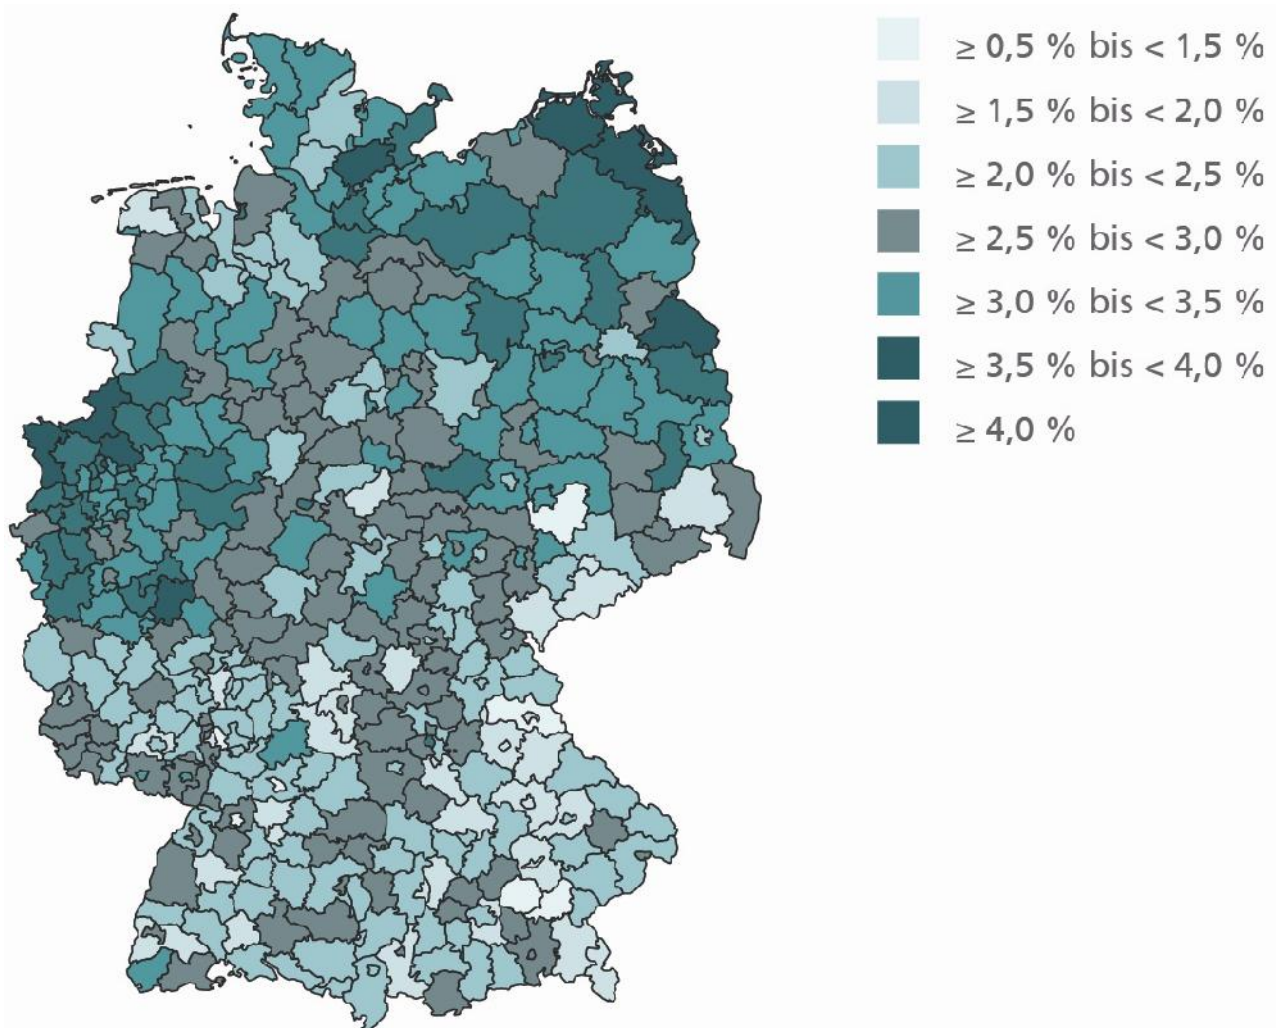 ≥ 0,5 % bis < 1,5 %
≥ 1,5 % bis < 2,0 %
≥ 2,0 % bis < 2,5 %
≥ 2,5 % bis < 3,0 %
≥ 3,0 % bis < 3,5 %
≥ 3,5 % bis < 4,0 %
≥ 4,0 %